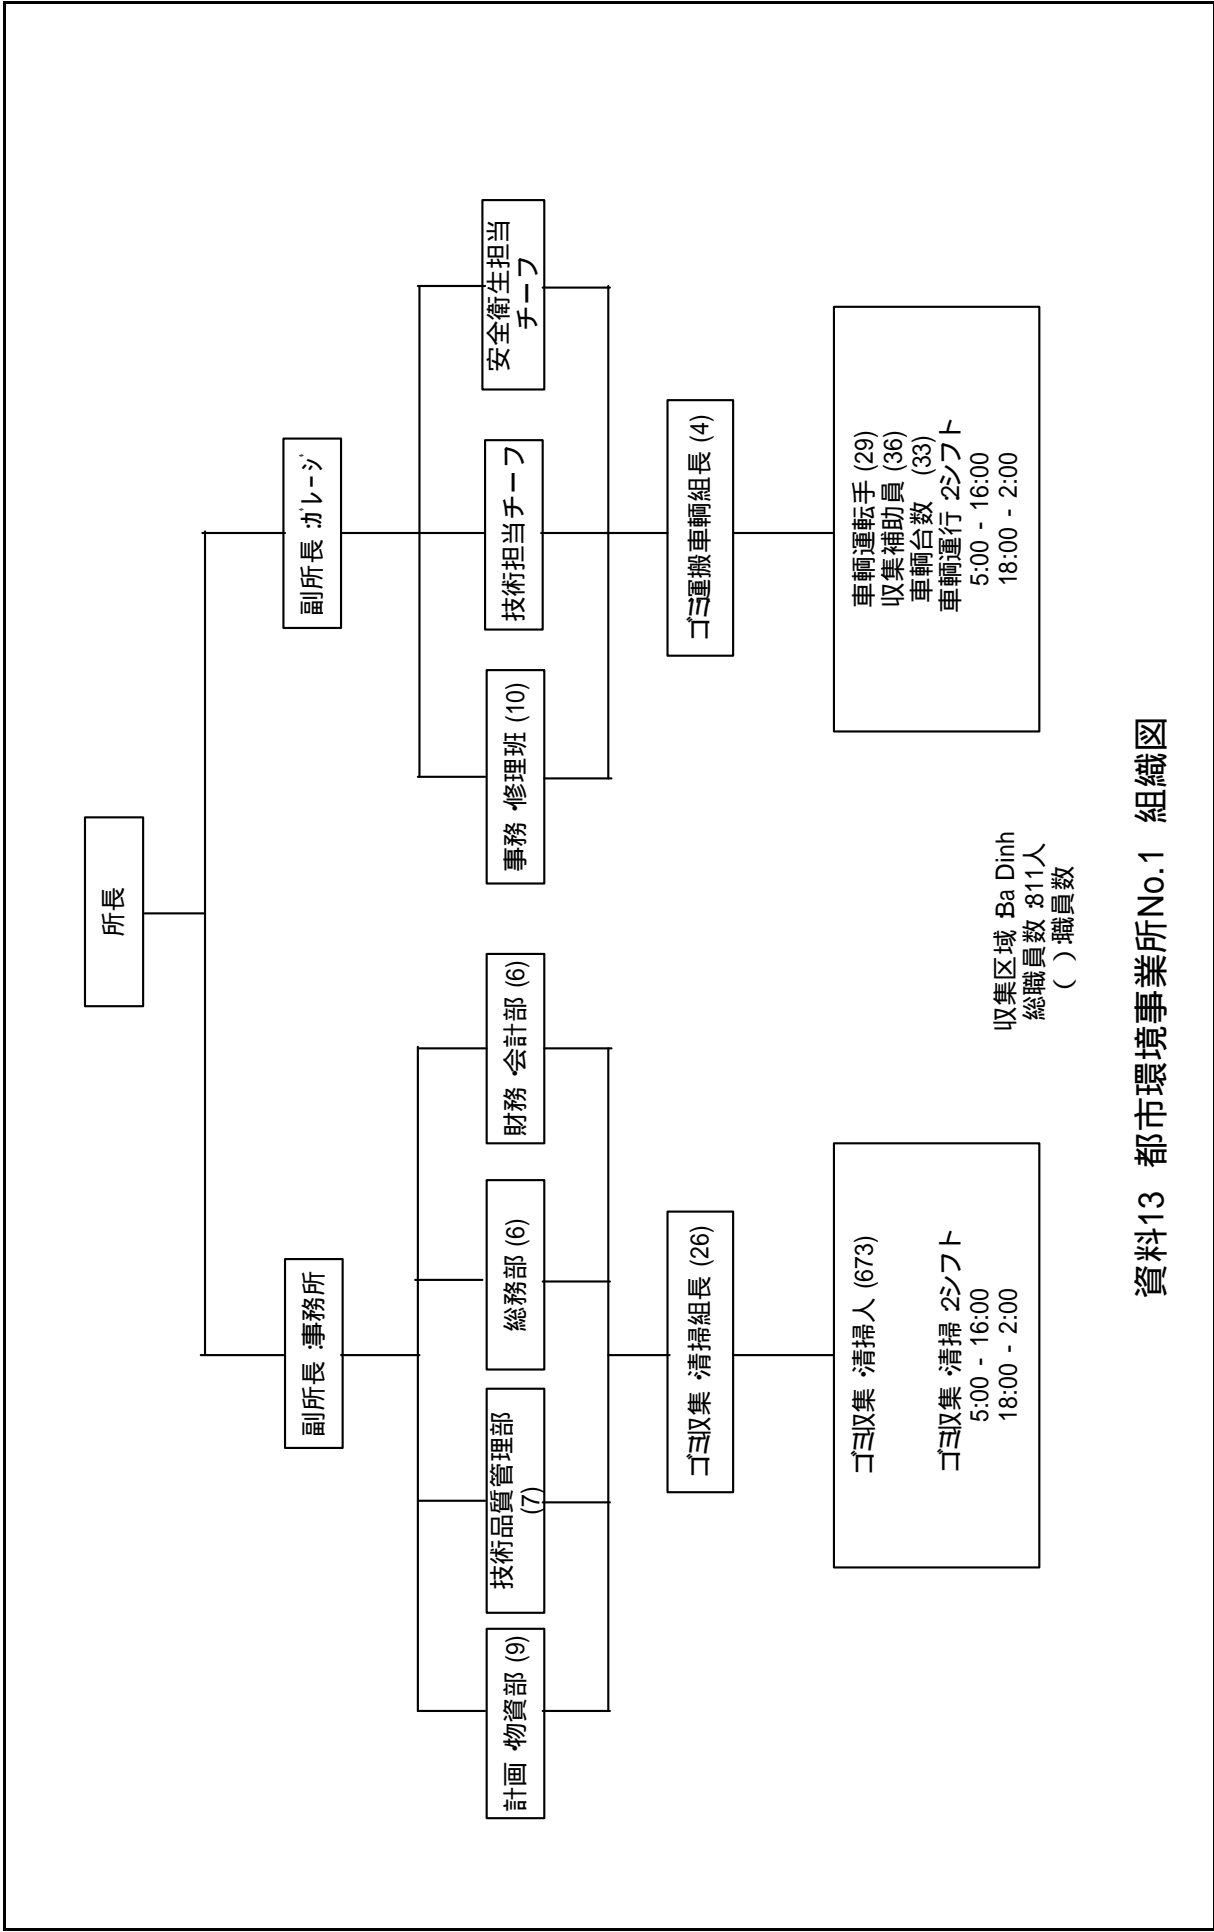 所長
副所長:事務所
副所長:ガレージ
計画・物資部 (9)
技術品質管理部
(7)
総務部 (6)
財務・会計部 (6)
事務・修理班 (10)
技術担当チーフ
安全衛生担当
チーフ
ゴミ収集・清掃組長 (26)
ゴミ運搬車輌組長 (4)
ゴミ収集・清掃人 (673)
ゴミ収集・清掃:2シフト
5:00 - 16:00
18:00 - 2:00
車輌運転手 (29)
収集補助員 (36)
車輌台数 (33)
車輌運行:2シフト
5:00 - 16:00
18:00 - 2:00
収集区域:Ba Dinh
総職員数:811人
( ):職員数
資料13 都市環境事業所No.1 組織図